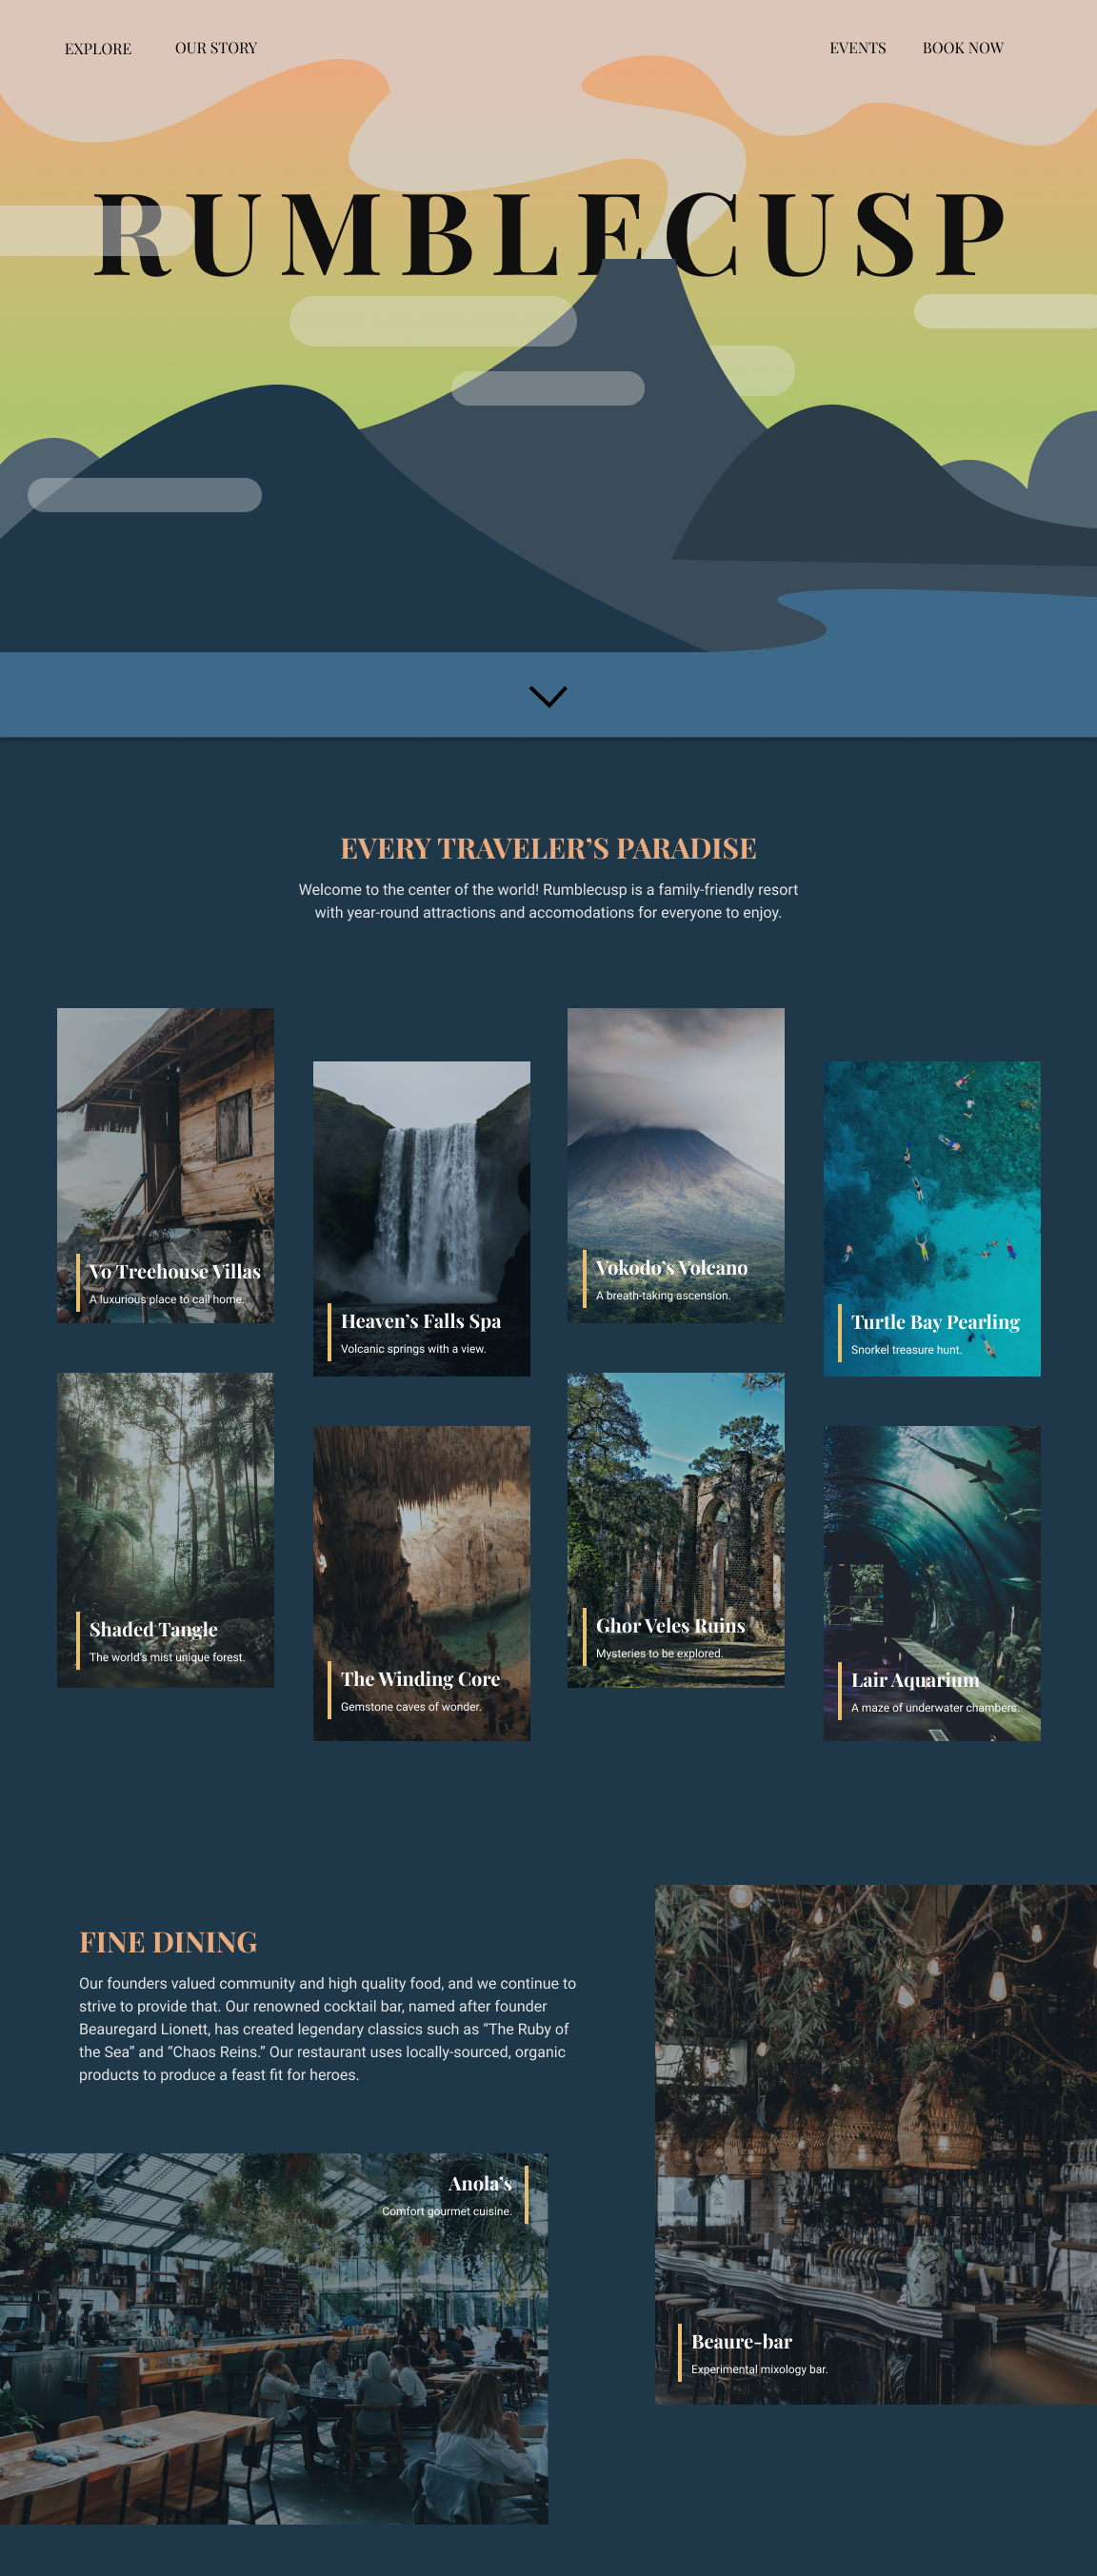 EXPLORE
OUR STORY
EVENTS
BOOK NOW
RUMBLECUSP
EVERY TRAVELER’S PARADISE
Welcome to the center of the world! Rumblecusp is a family-friendly resort
with year-round attractions and accomodations for everyone to enjoy.
Vo Treehouse Villas
A luxurious place to call home.
Heaven’s Falls Spa
Volcanic springs with a view.
Vokodo’s Volcano
A breath-taking ascension.
Turtle Bay Pearling
Snorkel treasure hunt.
Shaded Tangle
The world’s mist unique forest.
The Winding Core
Gemstone caves of wonder.
Ghor Veles Ruins
Mysteries to be explored.
Lair Aquarium
A maze of underwater chambers.
FINE DINING
Our founders valued community and high quality food, and we continue to
strive to provide that. Our renowned cocktail bar, named after founder
Beauregard Lionett, has created legendary classics such as “The Ruby of
the Sea” and “Chaos Reins.” Our restaurant uses locally-sourced, organic
products to produce a feast fit for heroes.
Anola’s
Comfort gourmet cuisine.
Beaure-bar
Experimental mixology bar.